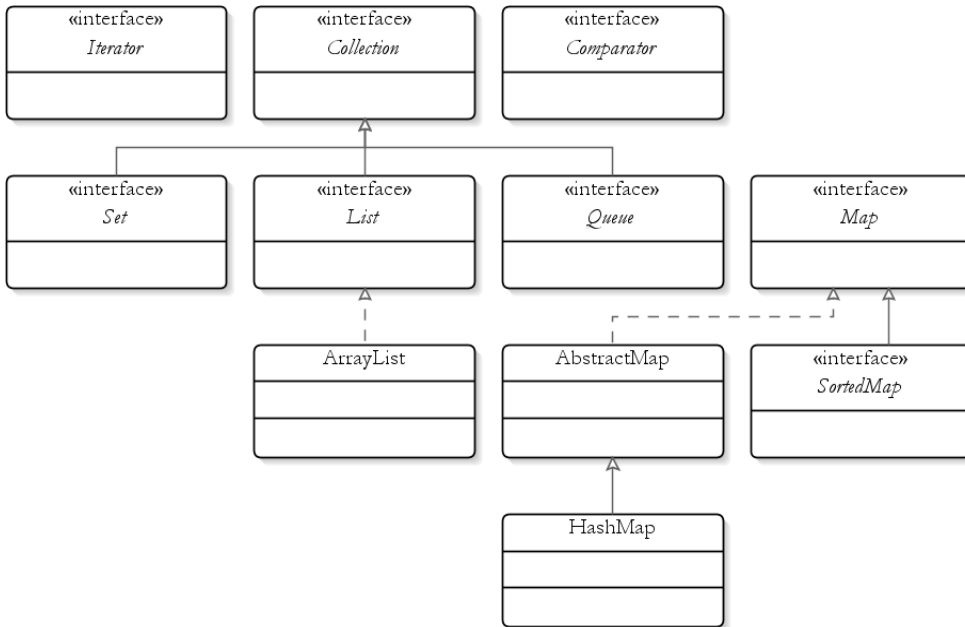 «interface»
Iterator
«interface»
Collection
«interface»
Comparator
«interface»
Set
«interface»
List
«interface»
Queue
«interface»
Map
ArrayList
AbstractMap
«interface»
SortedMap
HashMap